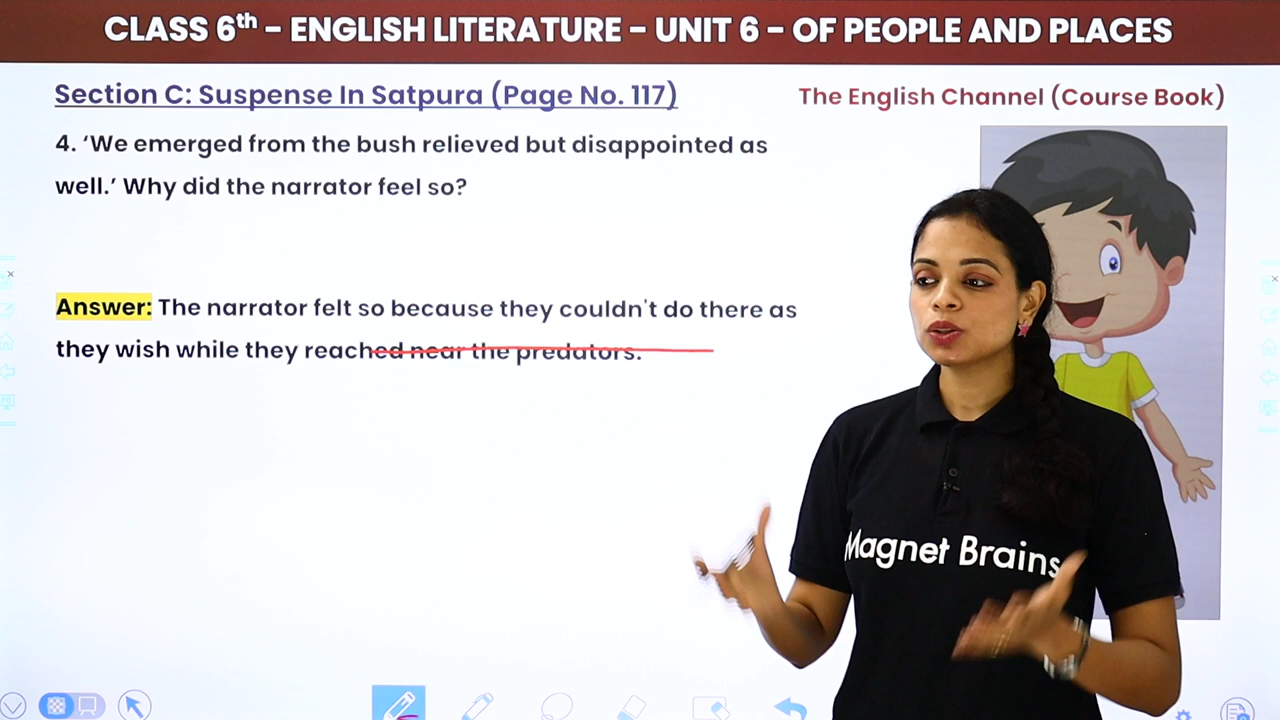 CLASS 6th – ENGLISH LITERATURE – UNIT 6 – OF PEOPLE AND PLACES
Section C: Suspense In Satpura (Page No. 117)
The English Channel (Course Book)
4. ‘We emerged from the bush relieved but disappointed as
well.’ Why did the narrator feel so?
Answer: The narrator felt so because they couldn't do there as
they wish while they reached near the predators.
Magnet Brains